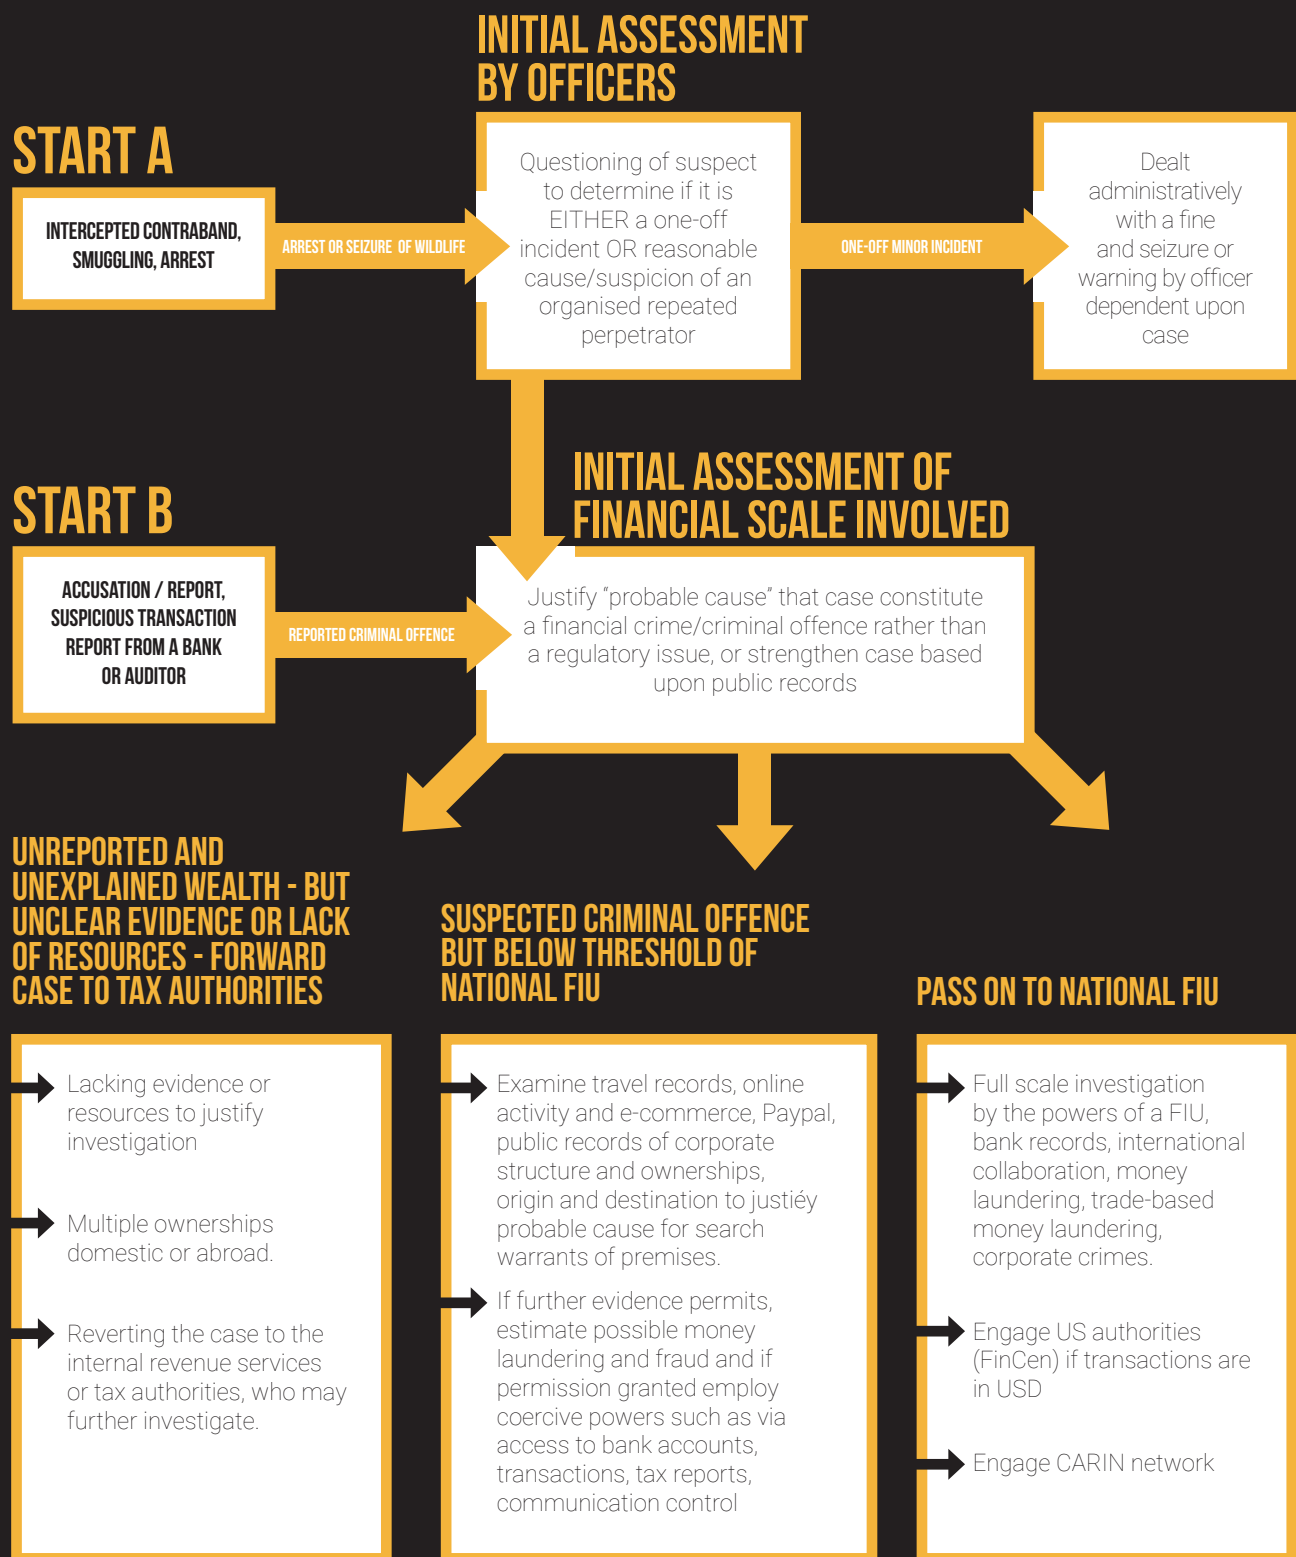 INITIAL ASSESSMENT
BY OFFICERS
START A
INTERCEPTED CONTRABAND,
SMUGGLING, ARREST
ARREST OR SEIZURE OF WILDLIFE
Questioning of suspect
to determine if it is
EITHER a one-off
incident OR reasonable
cause/suspicion of an
organised repeated
perpetrator
ONE-OFF MINOR INCIDENT
Dealt
administratively
with a fine
and seizure or
warning by officer
dependent upon
case
INITIAL ASSESSMENT OF
FINANCIAL SCALE INVOLVED
START B
ACCUSATION / REPORT,
SUSPICIOUS TRANSACTION
REPORT FROM A BANK
OR AUDITOR
REPORTED CRIMINAL OFFENCE
Justify “probable cause” that case constitute
a financial crime/criminal offence rather than
a regulatory issue, or strengthen case based
upon public records
UNREPORTED AND
UNEXPLAINED WEALTH - BUT
UNCLEAR EVIDENCE OR LACK
OF RESOURCES - FORWARD
CASE TO TAX AUTHORITIES
Lacking evidence or
resources to justify
investigation
Multiple ownerships
domestic or abroad.
Reverting the case to the
internal revenue services
or tax authorities, who may
further investigate.
SUSPECTED CRIMINAL OFFENCE
BUT BELOW THRESHOLD OF
NATIONAL FIU
Examine travel records, online
activity and e-commerce, Paypal,
public records of corporate
structure and ownerships,
origin and destination to justiéy
probable cause for search
warrants of premises.
If further evidence permits,
estimate possible money
laundering and fraud and if
permission granted employ
coercive powers such as via
access to bank accounts,
transactions, tax reports,
communication control
PASS ON TO NATIONAL FIU
Full scale investigation
by the powers of a FIU,
bank records, international
collaboration, money
laundering, trade-based
money laundering,
corporate crimes.
Engage US authorities
(FinCen) if transactions are
in USD
Engage CARIN network